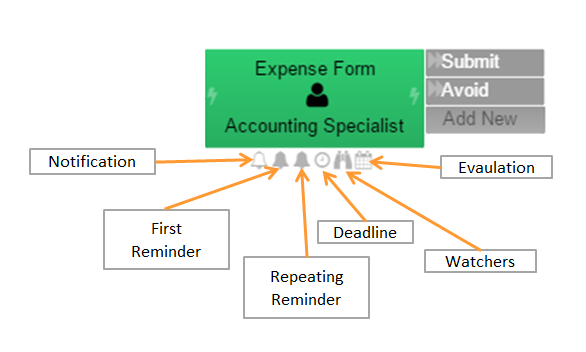 Expense Form
Accounting Specialist
Submit
Avoid
Add New
Notification
Evaulation
First
Reminder
Deadline
Repeating
Reminder
Watchers